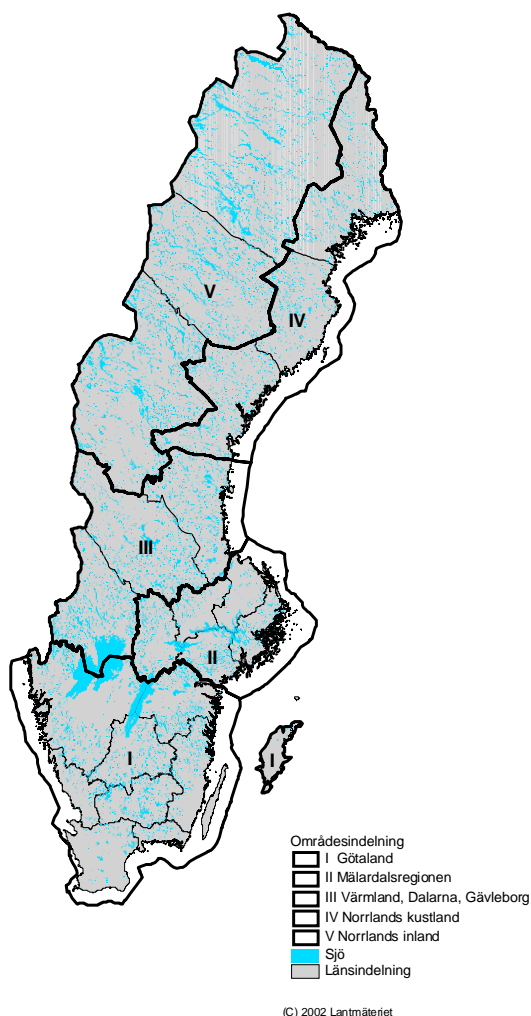 V
IV
III
II
I
I
Områdesindelning
I Götaland
II Mälardalsregionen
III Värmland, Dalarna, Gävleborg
IV Norrlands kustland
V Norrlands inland
Sjö
Länsindelning
(C) 2002 Lantmäteriet